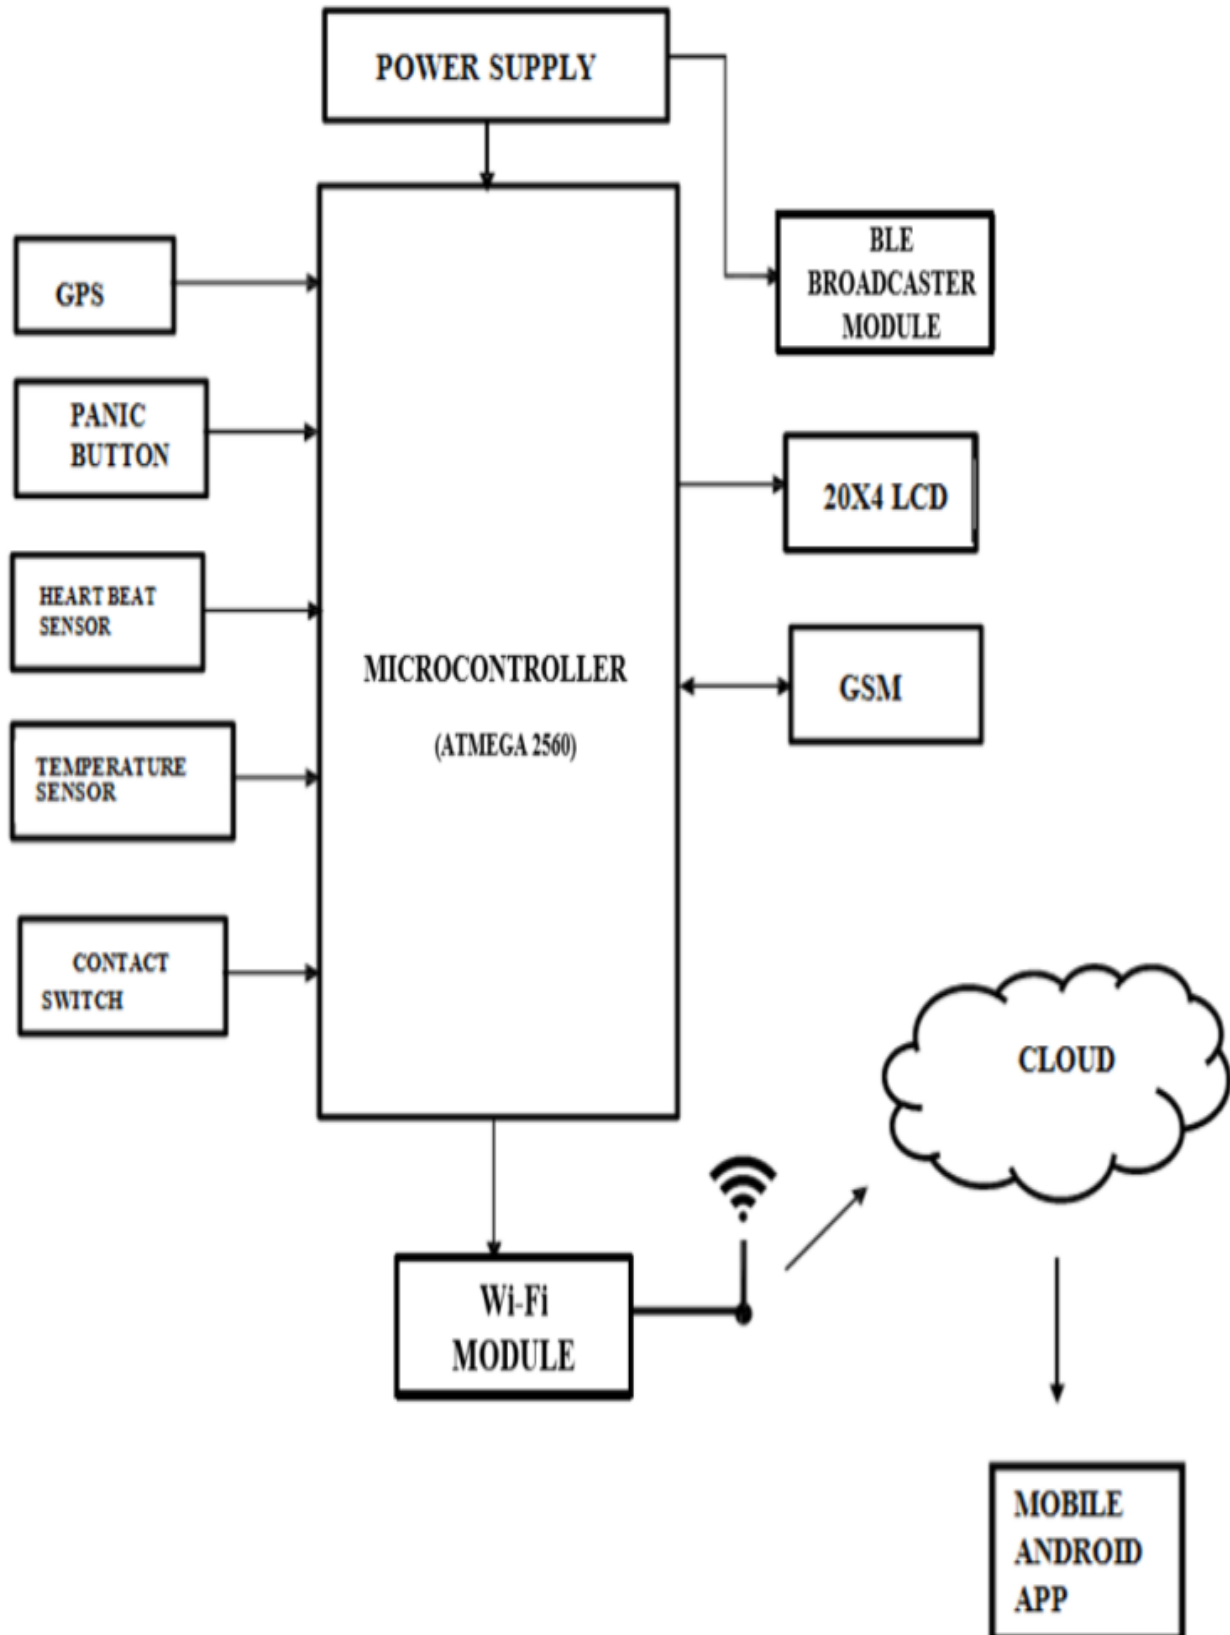 POWER SUPPLY
BLE
BROADCASTER
MODULE
GPS
PANIC
BUTTON
20X4 LCD
HEART BEAT
SENSOR
MICROCONTROLLER
(ATMEGA 2560)
GSM
TEMPERATURE
SENSOR
CONTACT
SWITCH
CLOUD
Wi-Fi
MODULE
MOBILE
ANDROID
APP